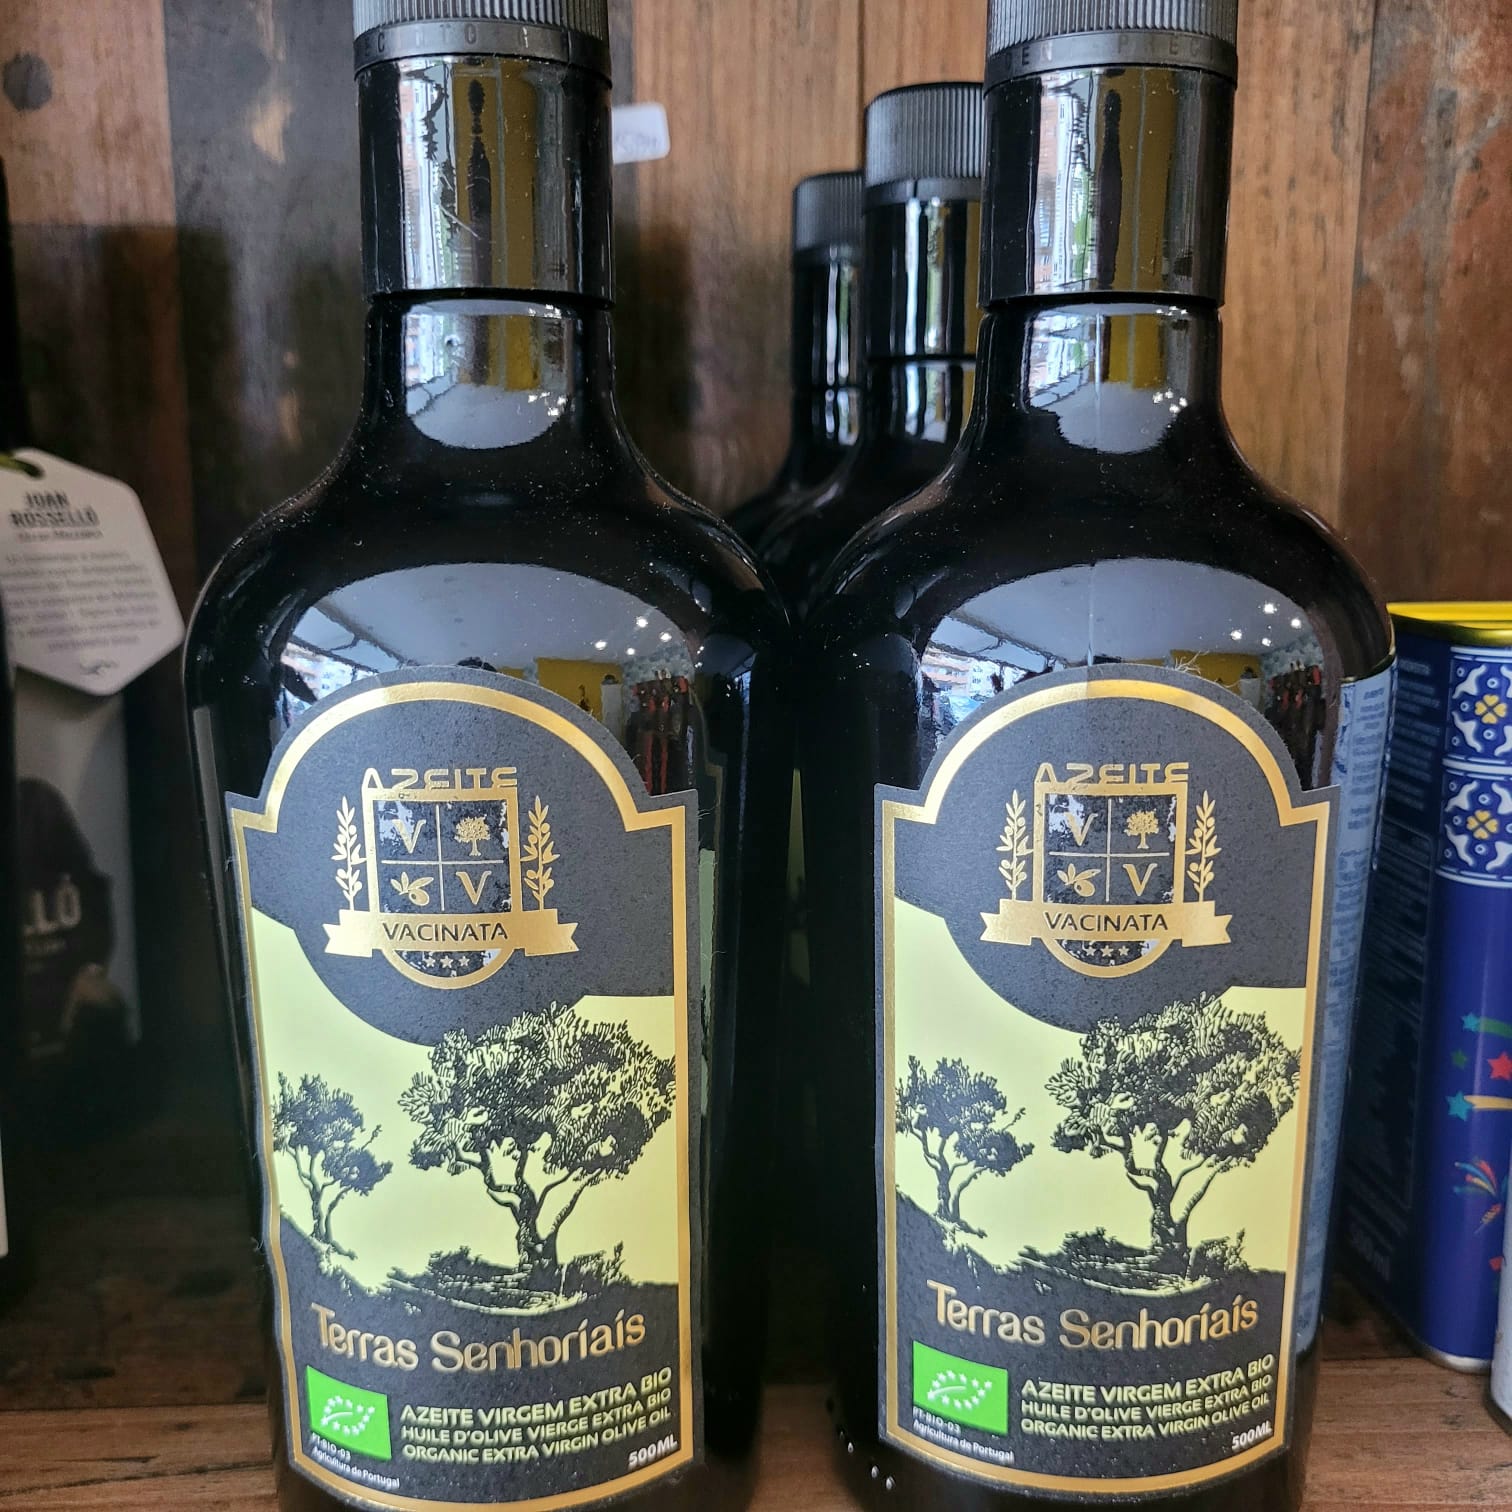 JOAN
ROSSELLÓ
AZEITE
V
V
VACINATA
Terras Senhoriais
AZEITE VIRGEM EXTRA BIO
HUILE D'OLIVE VIERGE EXTRA BIO
ORGANIC EXTRA VIRGIN OLIVE OIL
500ML
PT-BIO-03
Agricultura de Portugal
AZEITE
V
V
VACINATA
Terras Senhoriais
AZEITE VIRGEM EXTRA BIO
HUILE D'OLIVE VIERGE EXTRA BIO
ORGANIC EXTRA VIRGIN OLIVE OIL
500ML
PT-BIO-03
Agricultura de Portugal